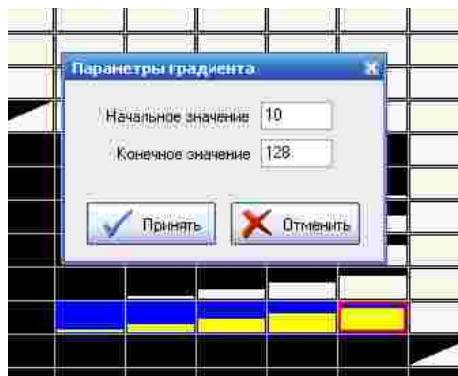 Параметры градиента
Начальное значение 10
Конечное значение 128
Принять Отменить